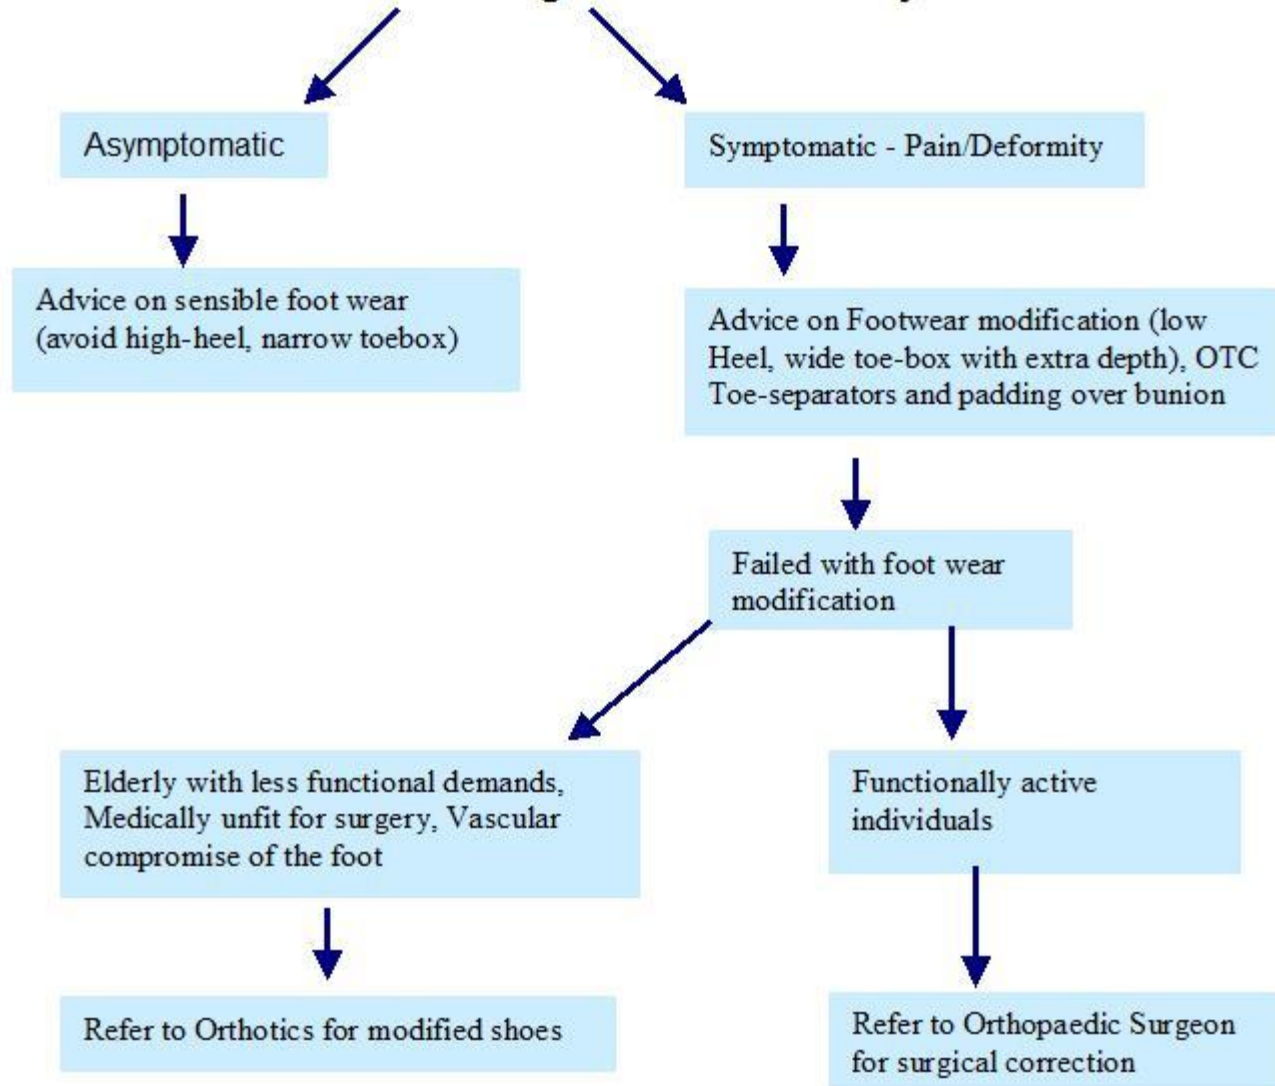 Asymptomatic
Symptomatic - Pain/Deformity
Advice on sensible foot wear
(avoid high-heel, narrow toebox)
Advice on Footwear modification (low
Heel, wide toe-box with extra depth), OTC
Toe-separators and padding over bunion
Failed with foot wear
modification
Elderly with less functional demands,
Medically unfit for surgery, Vascular
compromise of the foot
Functionally active
individuals
Refer to Orthotics for modified shoes
Refer to Orthopaedic Surgeon
for surgical correction